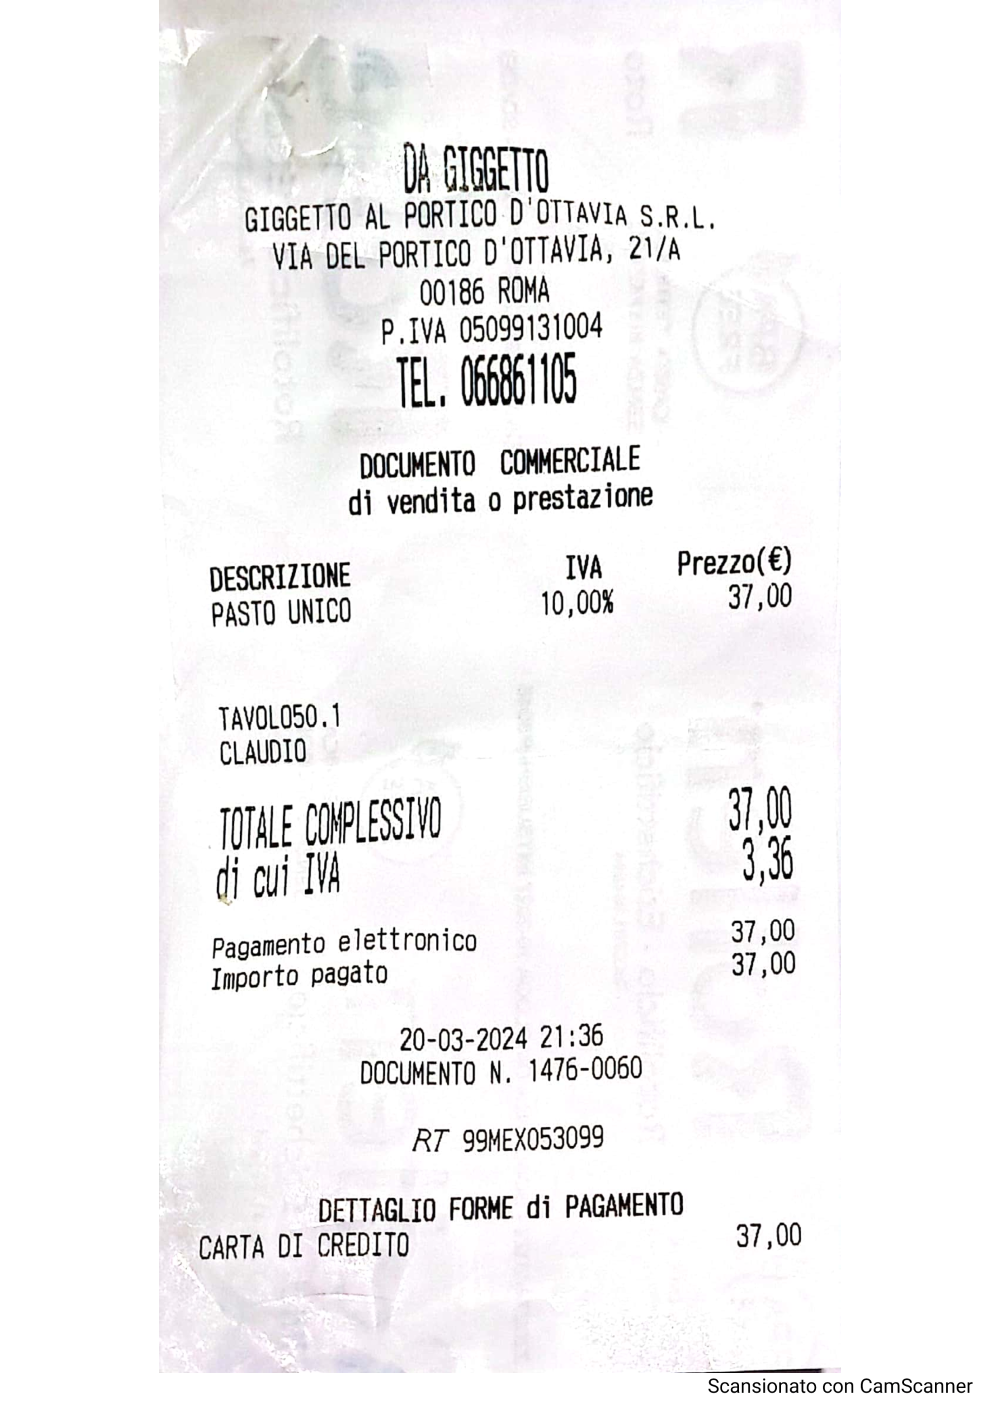 DA GIGGETTO
GIGGETTO AL PORTICO D'OTTAVIA S.R.L.
VIA DEL PORTICO D'OTTAVIA, 21/A
00186 ROMA
P.IVA 05099131004
TEL. 066861105
DOCUMENTO COMMERCIALE
di vendita o prestazione
DESCRIZIONE IVA Prezzo(€)
PASTO UNICO 10,00% 37,00
TAVOLO50.1
CLAUDIO
TOTALE COMPLESSIVO 37,00
di cui IVA 3,36
Pagamento elettronico 37,00
Importo pagato 37,00
20-03-2024 21:36
DOCUMENTO N. 1476-0060
RT 99MEX053099
DETTAGLIO FORME di PAGAMENTO
CARTA DI CREDITO 37,00
Scansionato con CamScanner